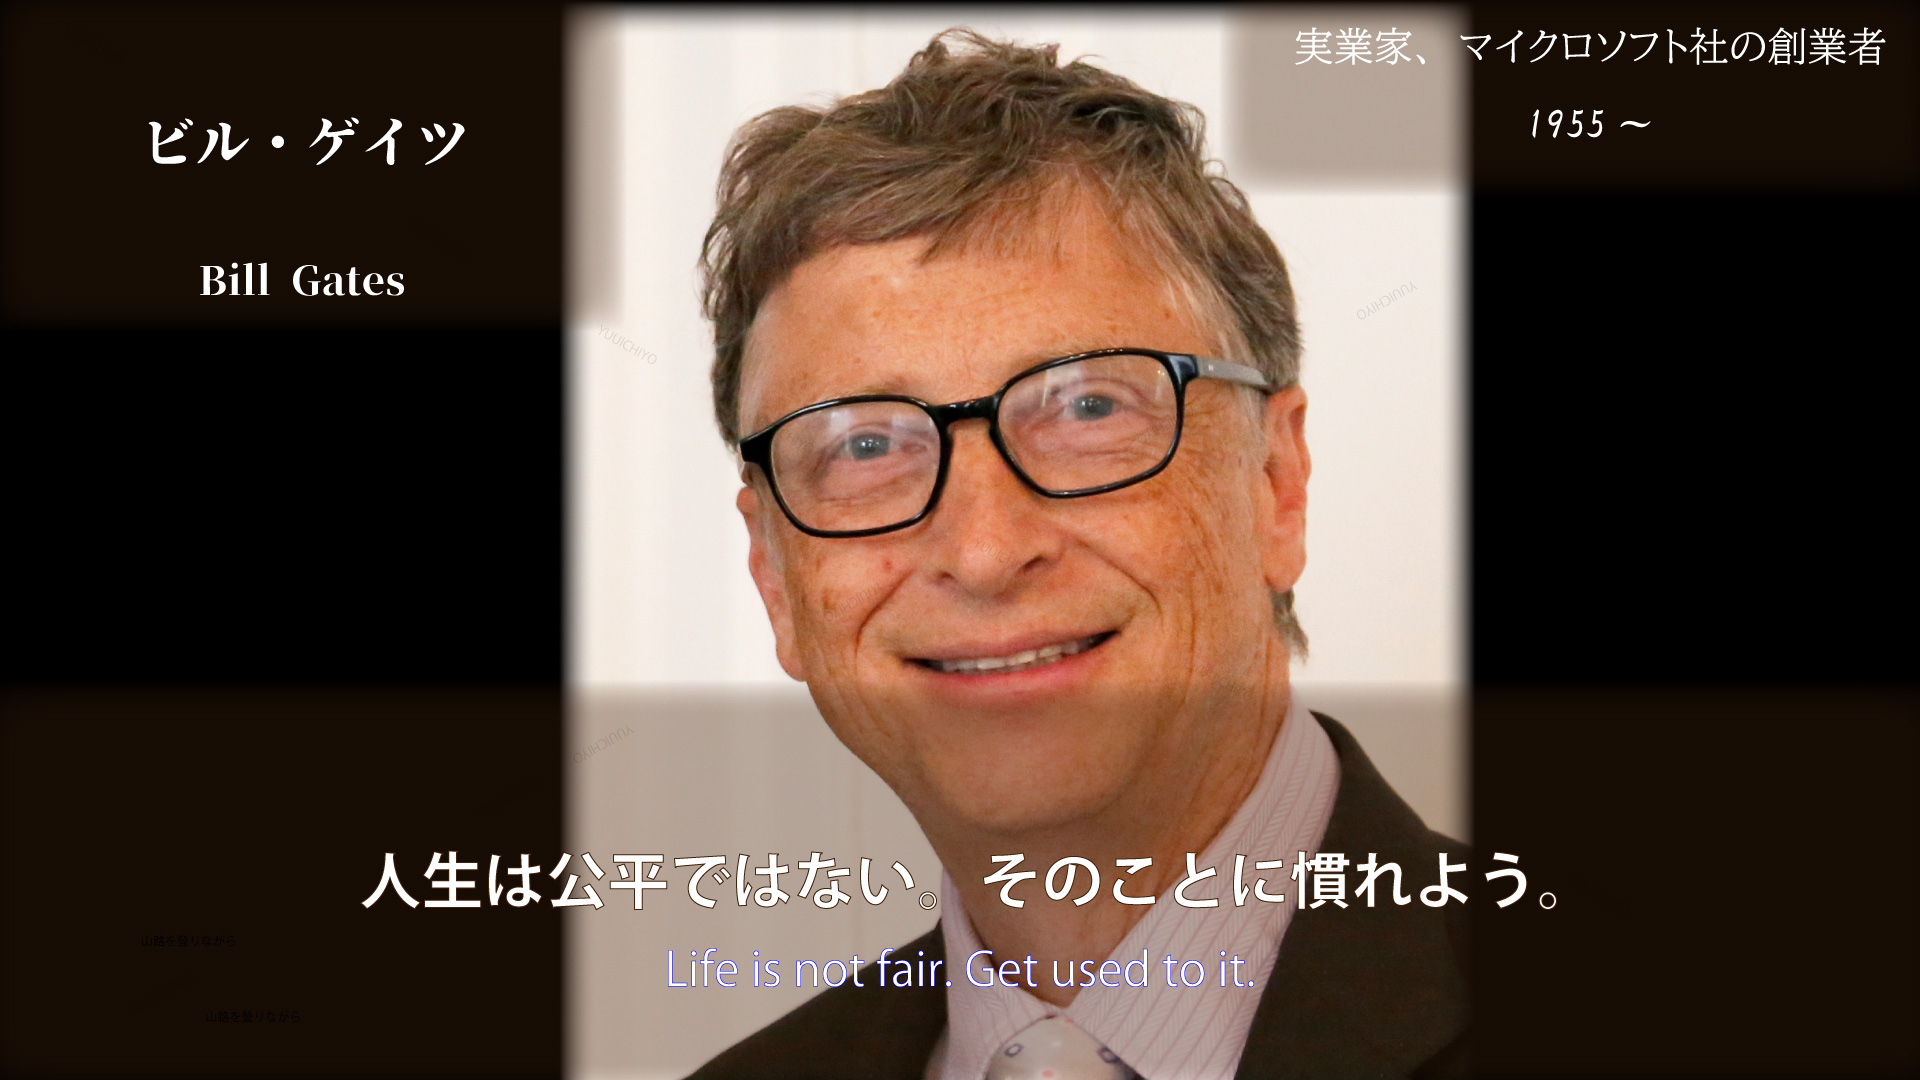 実業家、マイクロソフト社の創業者
1955 ～
ビル・ゲイツ
Bill Gates
YUUICHIYO
YUUICHIYO
YUUICHIYO
人生は公平ではない。そのことに慣れよう。
山路を登りながら
Life is not fair. Get used to it.
山路を登りながら